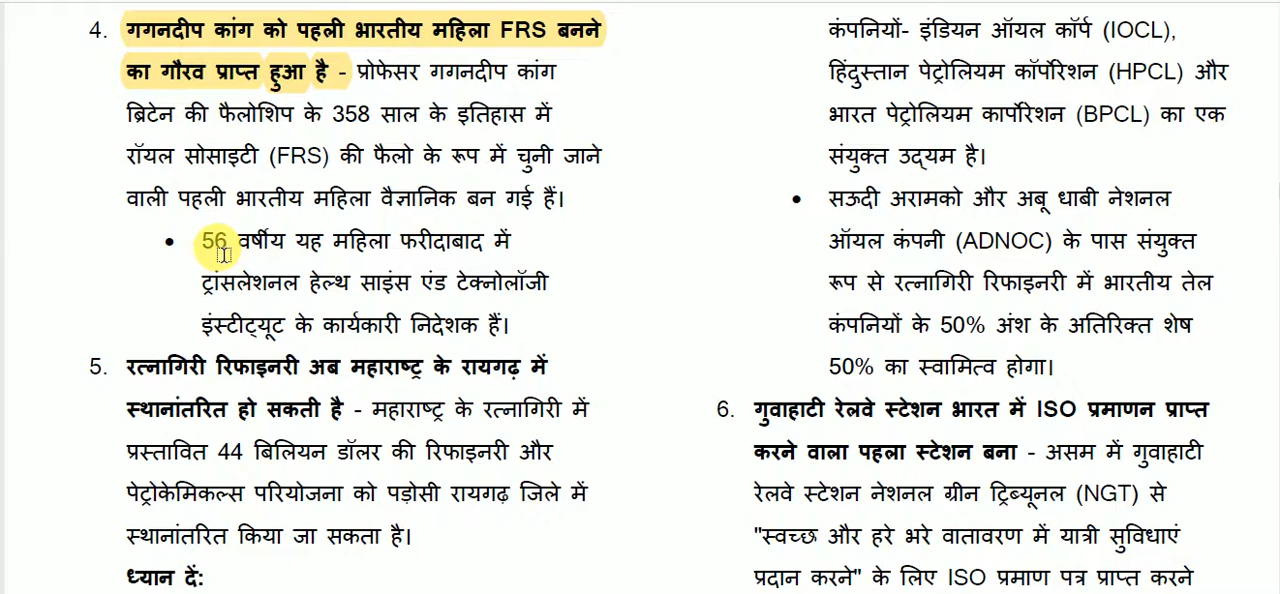 4. गगनदीप कांग को पहली भारतीय महिला FRS बनने
का गौरव प्राप्त हुआ है - प्रोफेसर गगनदीप कांग
ब्रिटेन की फैलोशिप के 358 साल के इतिहास में
रॉयल सोसाइटी (FRS) की फैलो के रूप में चुनी जाने
वाली पहली भारतीय महिला वैज्ञानिक बन गई हैं।
• 56 वर्षीय यह महिला फरीदाबाद में
ट्रांसलेशनल हेल्थ साइंस एंड टेक्नोलॉजी
इंस्टीट्यूट के कार्यकारी निदेशक हैं।
5. रत्नागिरी रिफाइनरी अब महाराष्ट्र के रायगढ़ में
स्थानांतरित हो सकती है - महाराष्ट्र के रत्नागिरी में
प्रस्तावित 44 बिलियन डॉलर की रिफाइनरी और
पेट्रोकेमिकल्स परियोजना को पड़ोसी रायगढ़ जिले में
स्थानांतरित किया जा सकता है।
ध्यान दें:
कंपनियों- इंडियन ऑयल कॉर्प (IOCL),
हिंदुस्तान पेट्रोलियम कॉर्पोरेशन (HPCL) और
भारत पेट्रोलियम कार्पोरेशन (BPCL) का एक
संयुक्त उद्यम है।
• सऊदी अरामको और अबू धाबी नेशनल
ऑयल कंपनी (ADNOC) के पास संयुक्त
रूप से रत्नागिरी रिफाइनरी में भारतीय तेल
कंपनियों के 50% अंश के अतिरिक्त शेष
50% का स्वामित्व होगा।
6. गुवाहाटी रेलवे स्टेशन भारत में ISO प्रमाणन प्राप्त
करने वाला पहला स्टेशन बना - असम में गुवाहाटी
रेलवे स्टेशन नेशनल ग्रीन ट्रिब्यूनल (NGT) से
"स्वच्छ और हरे भरे वातावरण में यात्री सुविधाएं
प्रदान करने" के लिए ISO प्रमाण पत्र प्राप्त करने